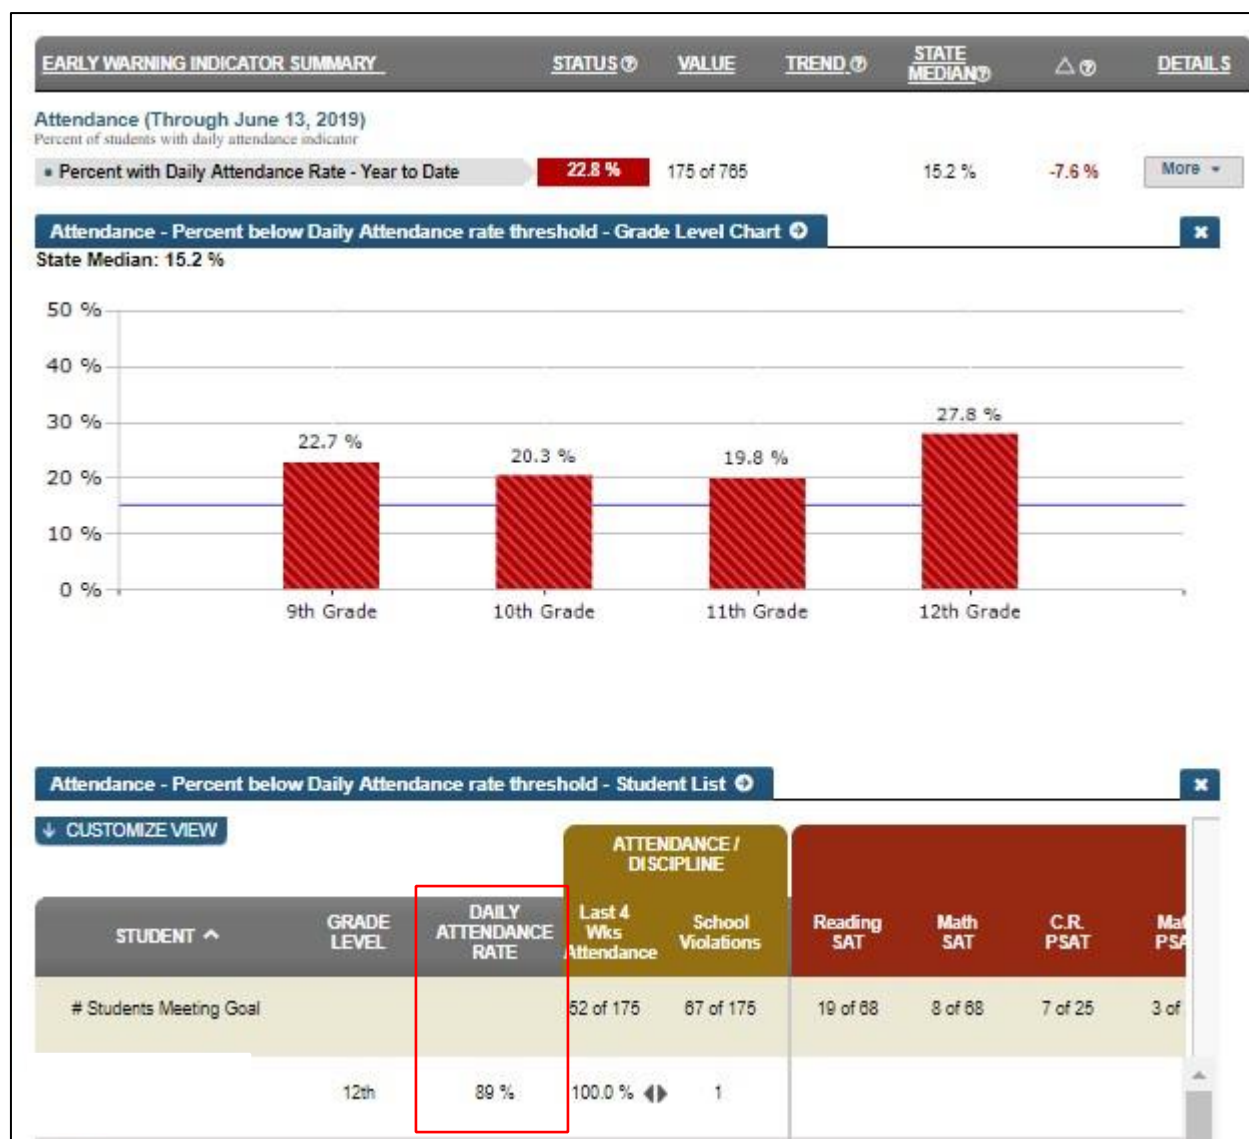 EARLY WARNING INDICATOR SUMMARY STATUS VALUE TREND STATE MEDIAN △ DETAILS
Attendance (Through June 13, 2019)
Percent of students with daily attendance indicator
Percent with Daily Attendance Rate - Year to Date 22.8 % 175 of 765 15.2 % -7.6 % More
Attendance - Percent below Daily Attendance rate threshold - Grade Level Chart
State Median: 15.2 %
50 %
40 %
30 %
20 %
10 %
0 %
22.7 % 20.3 % 19.8 % 27.8 %
9th Grade 10th Grade 11th Grade 12th Grade
Attendance - Percent below Daily Attendance rate threshold - Student List
CUSTOMIZE VIEW
ATTENDANCE /
DISCIPLINE
STUDENT GRADE LEVEL DAILY ATTENDANCE RATE Last 4 Wks Attendance School Violations Reading SAT Math SAT C.R. PSAT
# Students Meeting Goal 52 of 175 67 of 175 19 of 68 8 of 68 7 of 25 3 of
12th 89 % 100.0 % 1